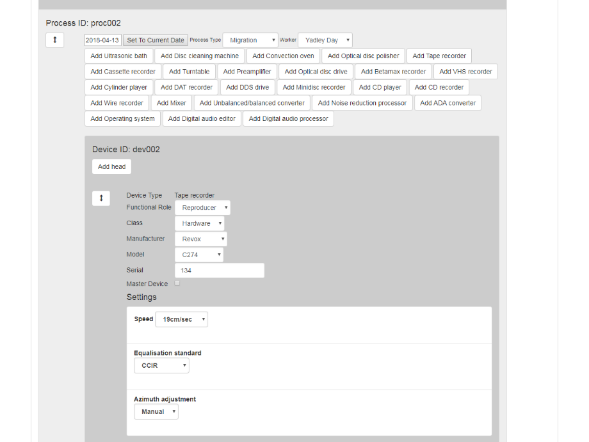 Process ID: proc002
2016-04-13 Set To Current Date Process Type Migration Worker Yadley Day
Add Ultrasonic bath Add Disc cleaning machine Add Convection oven Add Optical disc polisher Add Tape recorder
Add Cassette recorder Add Turntable Add Preamplifier Add Optical disc drive Add Betamax recorder Add VHS recorder
Add Cylinder player Add DAT recorder Add DDS drive Add Minidisc recorder Add CD player Add CD recorder
Add Wire recorder Add Mixer Add Unbalanced/balanced converter Add Noise reduction processor Add ADA converter
Add Operating system Add Digital audio editor Add Digital audio processor
Device ID: dev002
Add head
Device Type Tape recorder
Functional Role Reproducer
Class Hardware
Manufacturer Revox
Model C274
Serial 134
Master Device
Settings
Speed 19cm/sec
Equalisation standard
CCIR
Azimuth adjustment
Manual